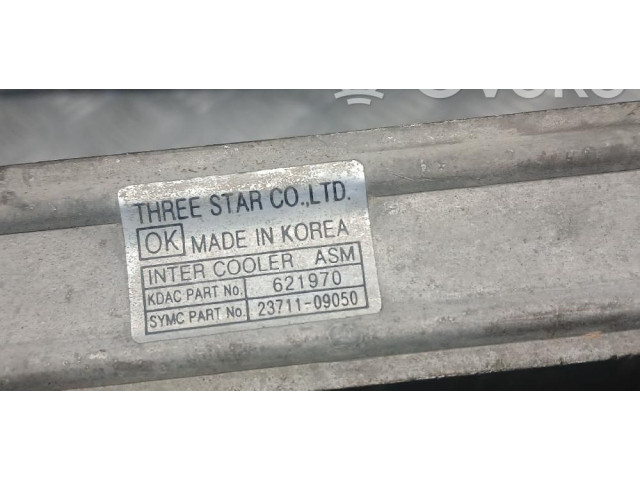 THREE STAR CO.,LTD.
OK MADE IN KOREA
INTER COOLER ASM
KDAC PART No. 621970
SYMC PART No. 23711-09050